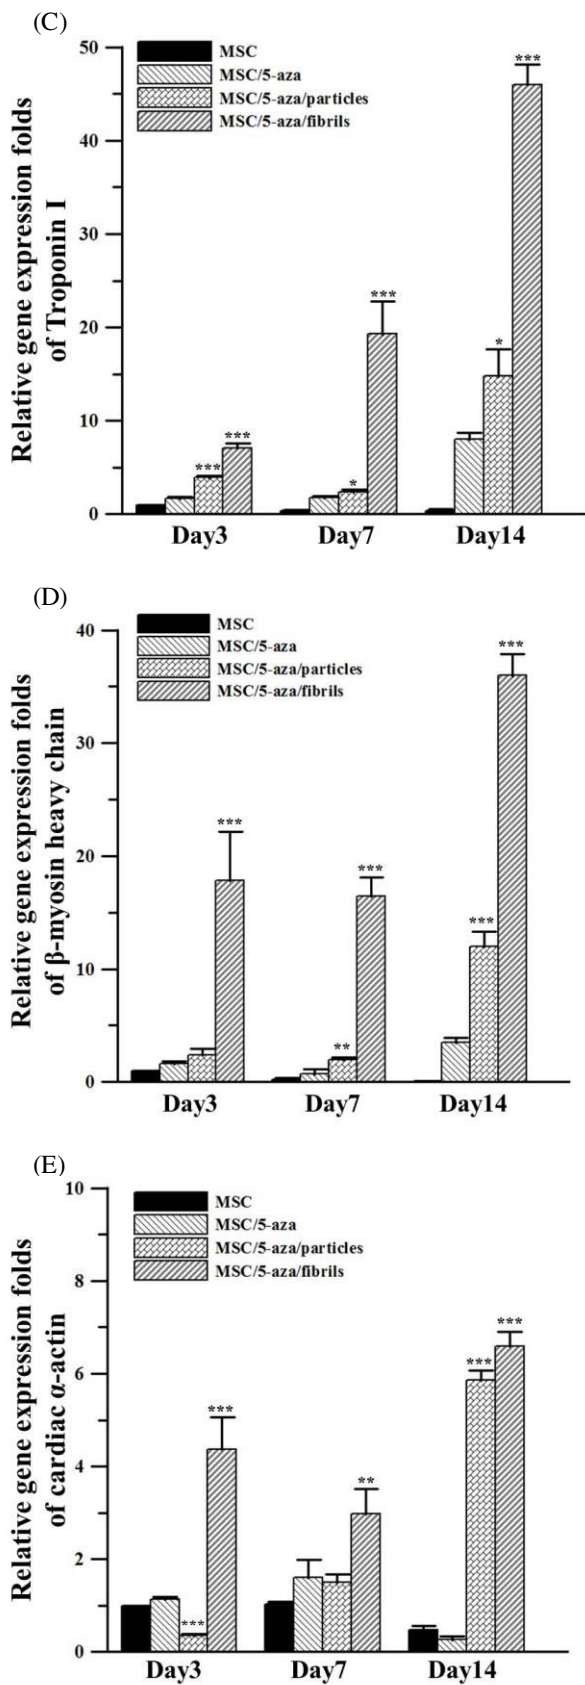 (C)
Relative gene expression folds
of Troponin I
MSC
MSC/5-aza
MSC/5-aza/particles
MSC/5-aza/fibrils
50
40
30
20
10
0
***
***
*
***
*
***
Day3 Day7 Day14
(D)
Relative gene expression folds
of β-myosin heavy chain
MSC
MSC/5-aza
MSC/5-aza/particles
MSC/5-aza/fibrils
40
30
20
10
0
***
**
***
***
***
Day3 Day7 Day14
(E)
Relative gene expression folds
of cardiac α-actin
MSC
MSC/5-aza
MSC/5-aza/particles
MSC/5-aza/fibrils
10
8
6
4
2
0
***
***
**
***
***
Day3 Day7 Day14